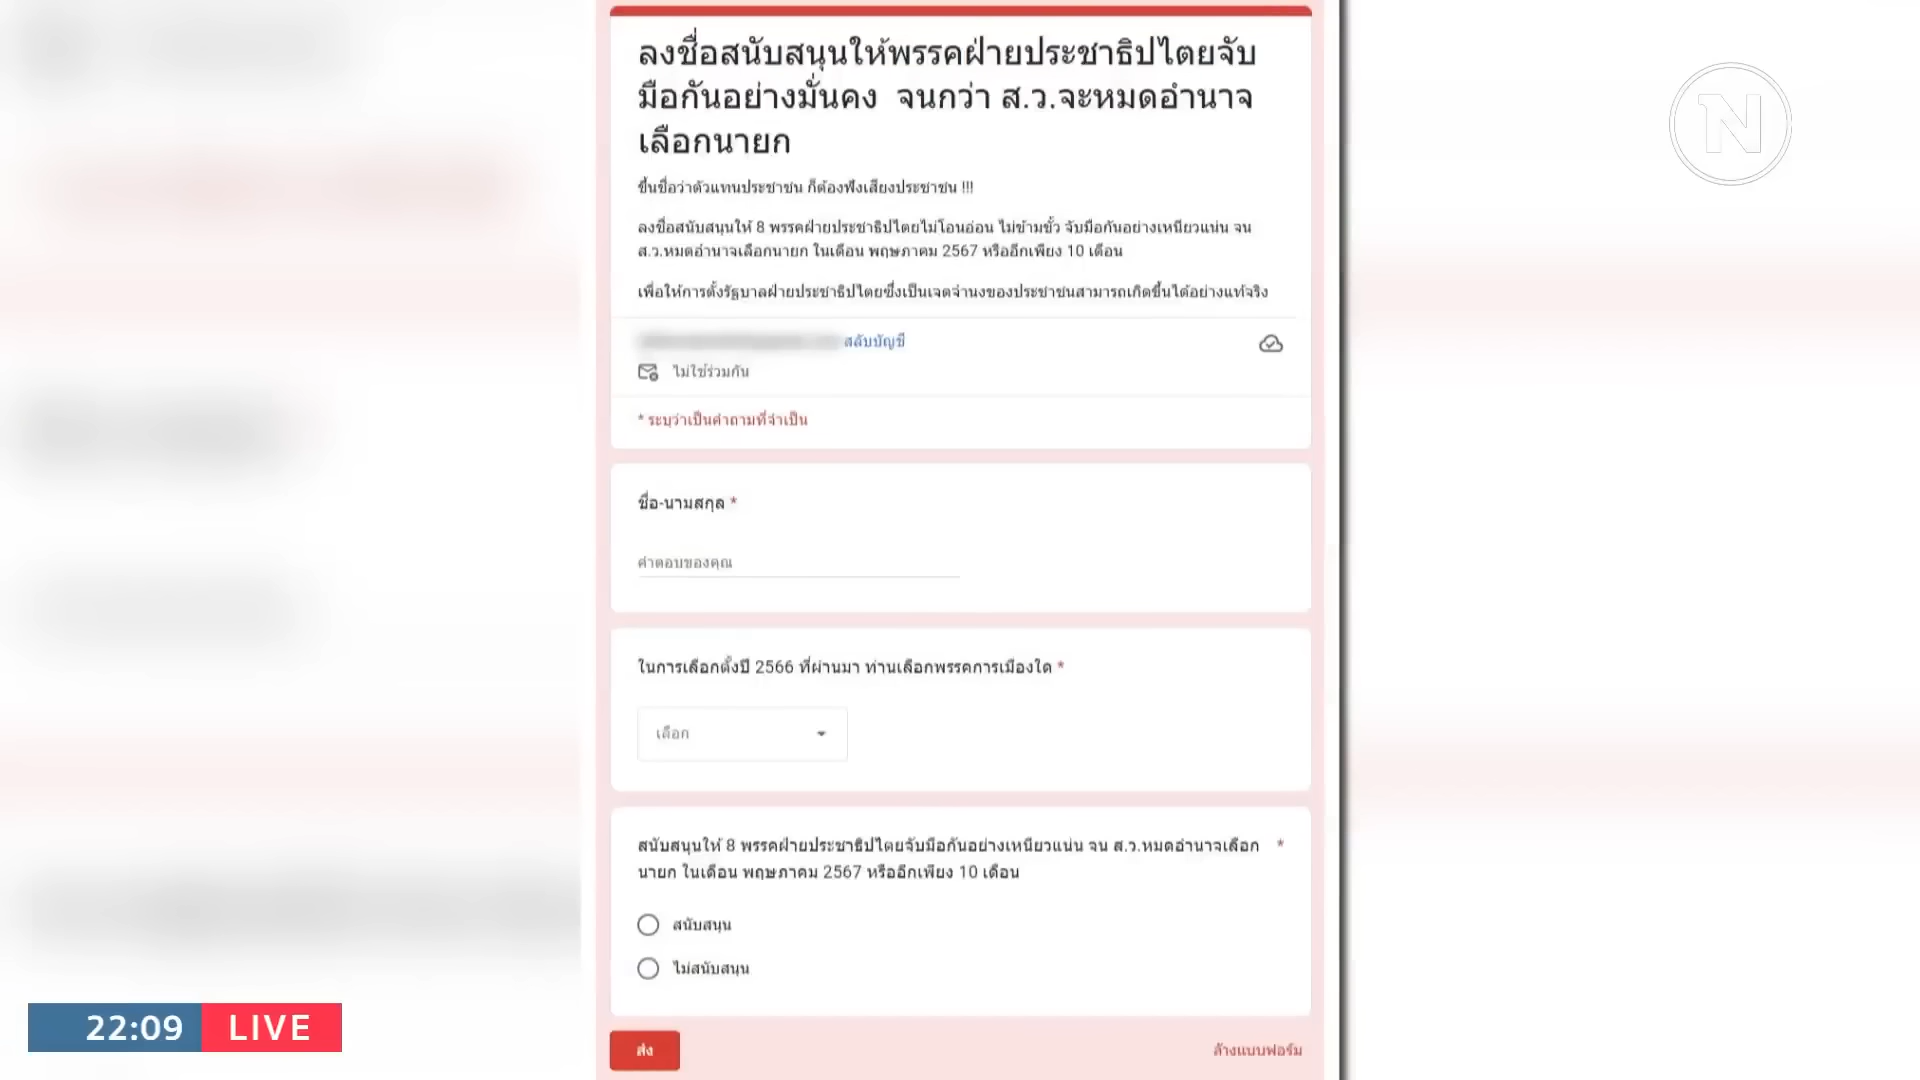 ลงชื่อสนับสนุนให้พรรคฝ่ายประชาธิปไตยจับ
มือกันอย่างมั่นคง จนกว่า ส.ว.จะหมดอำนาจ
เลือกนายก
ขึ้นชื่อว่าตัวแทนประชาชน ก็ต้องฟังเสียงประชาชน !!!
ลงชื่อสนับสนุนให้ 8 พรรคฝ่ายประชาธิปไตยไม่โอนอ่อน ไม่ข้ามขั้ว จับมือกันอย่างเหนียวแน่น จน
ส.ว.หมดอำนาจเลือกนายก ในเดือน พฤษภาคม 2567 หรืออีกเพียง 10 เดือน
เพื่อให้การตั้งรัฐบาลฝ่ายประชาธิปไตยซึ่งเป็นเจตจำนงของประชาชนสามารถเกิดขึ้นได้อย่างแท้จริง
สลับบัญชี
ไม่ใช้ร่วมกัน
* ระบุว่าเป็นคำถามที่จำเป็น
ชื่อ-นามสกุล *
คำตอบของคุณ
ในการเลือกตั้งปี 2566 ที่ผ่านมา ท่านเลือกพรรคการเมืองใด *
เลือก
สนับสนุนให้ 8 พรรคฝ่ายประชาธิปไตยจับมือกันอย่างเหนียวแน่น จน ส.ว.หมดอำนาจเลือก *
นายก ในเดือน พฤษภาคม 2567 หรืออีกเพียง 10 เดือน
สนับสนุน
ไม่สนับสนุน
ส่ง
ล้างแบบฟอร์ม
N
22:09 LIVE